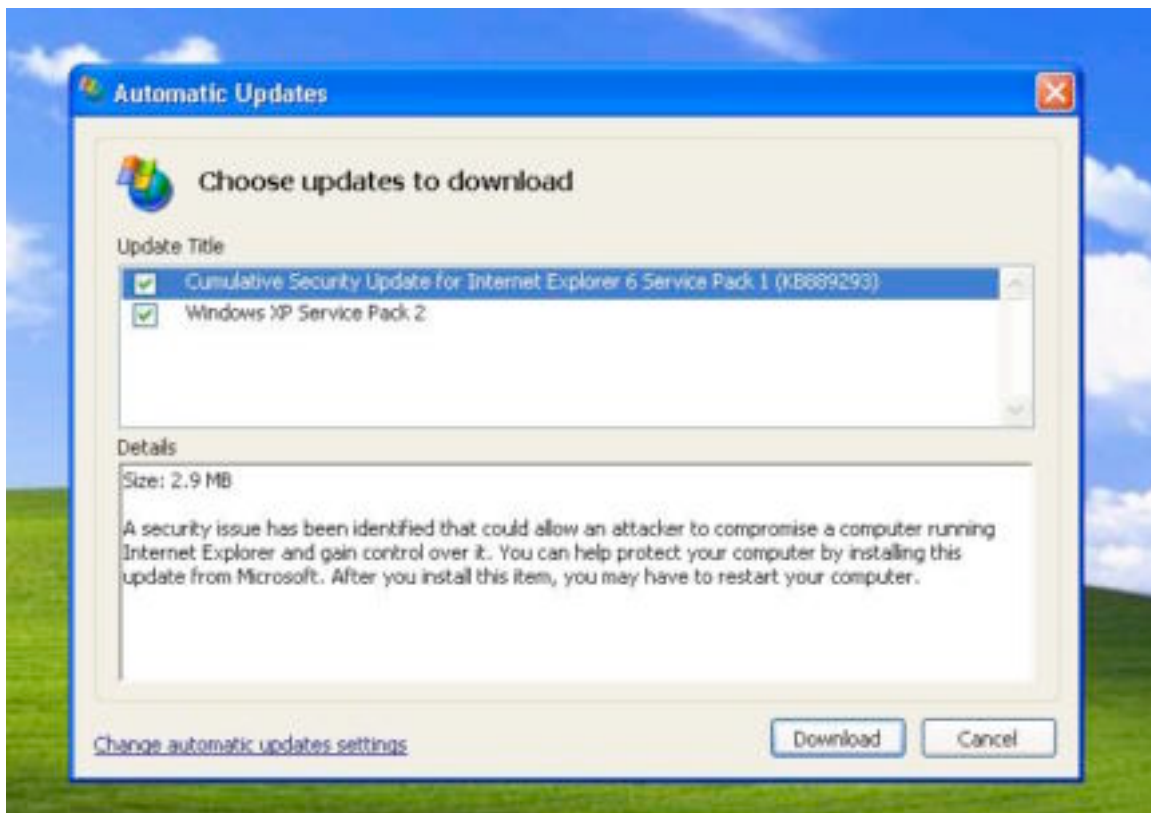 Automatic Updates
Choose updates to download
Update Title
Cumulative Security Update for Internet Explorer 6 Service Pack 1 (KB889293)
Windows XP Service Pack 2
Details
Size: 2.9 MB
A security issue has been identified that could allow an attacker to compromise a computer running
Internet Explorer and gain control over it. You can help protect your computer by installing this
update from Microsoft. After you install this item, you may have to restart your computer.
Change automatic updates settings
Download
Cancel